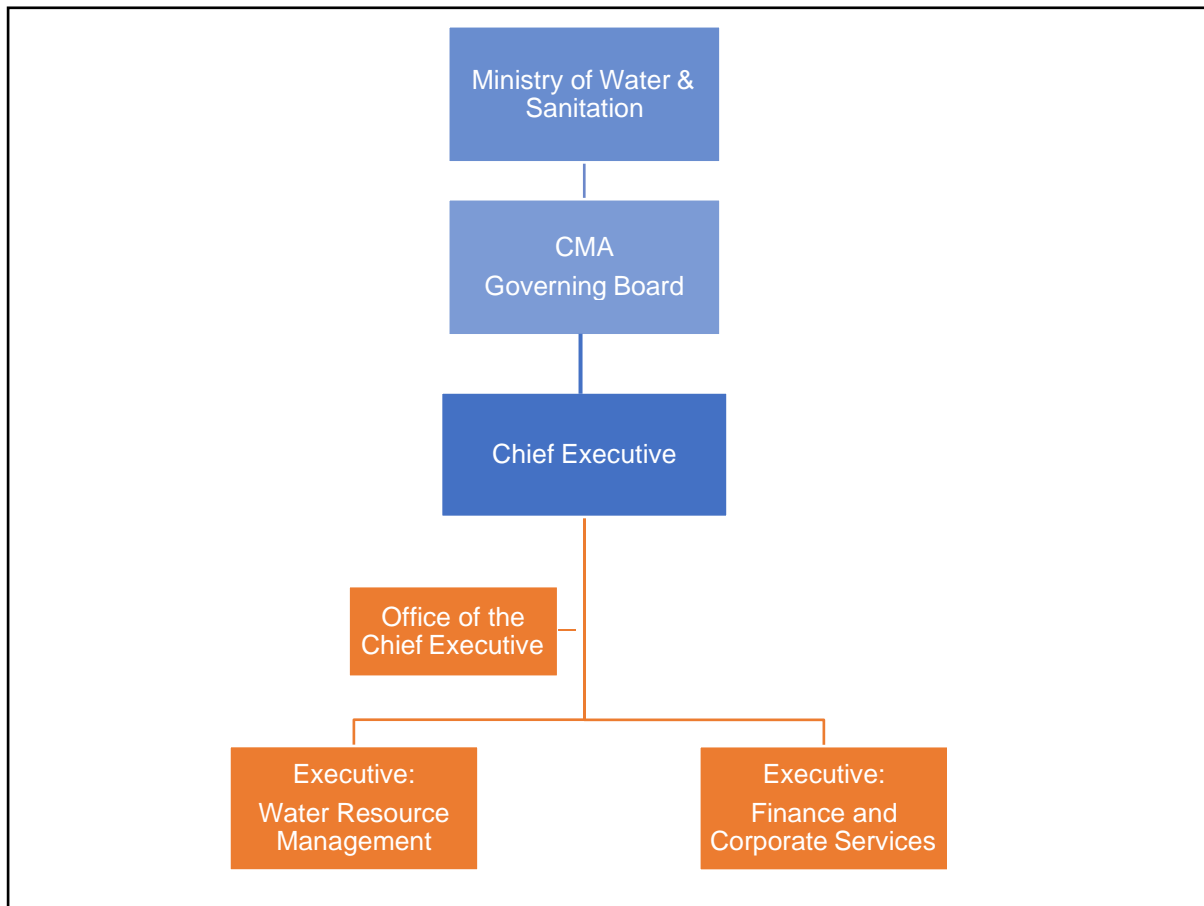 Ministry of Water &
Sanitation
CMA
Governing Board
Chief Executive
Office of the
Chief Executive
Executive:
Water Resource
Management
Executive:
Finance and
Corporate Services